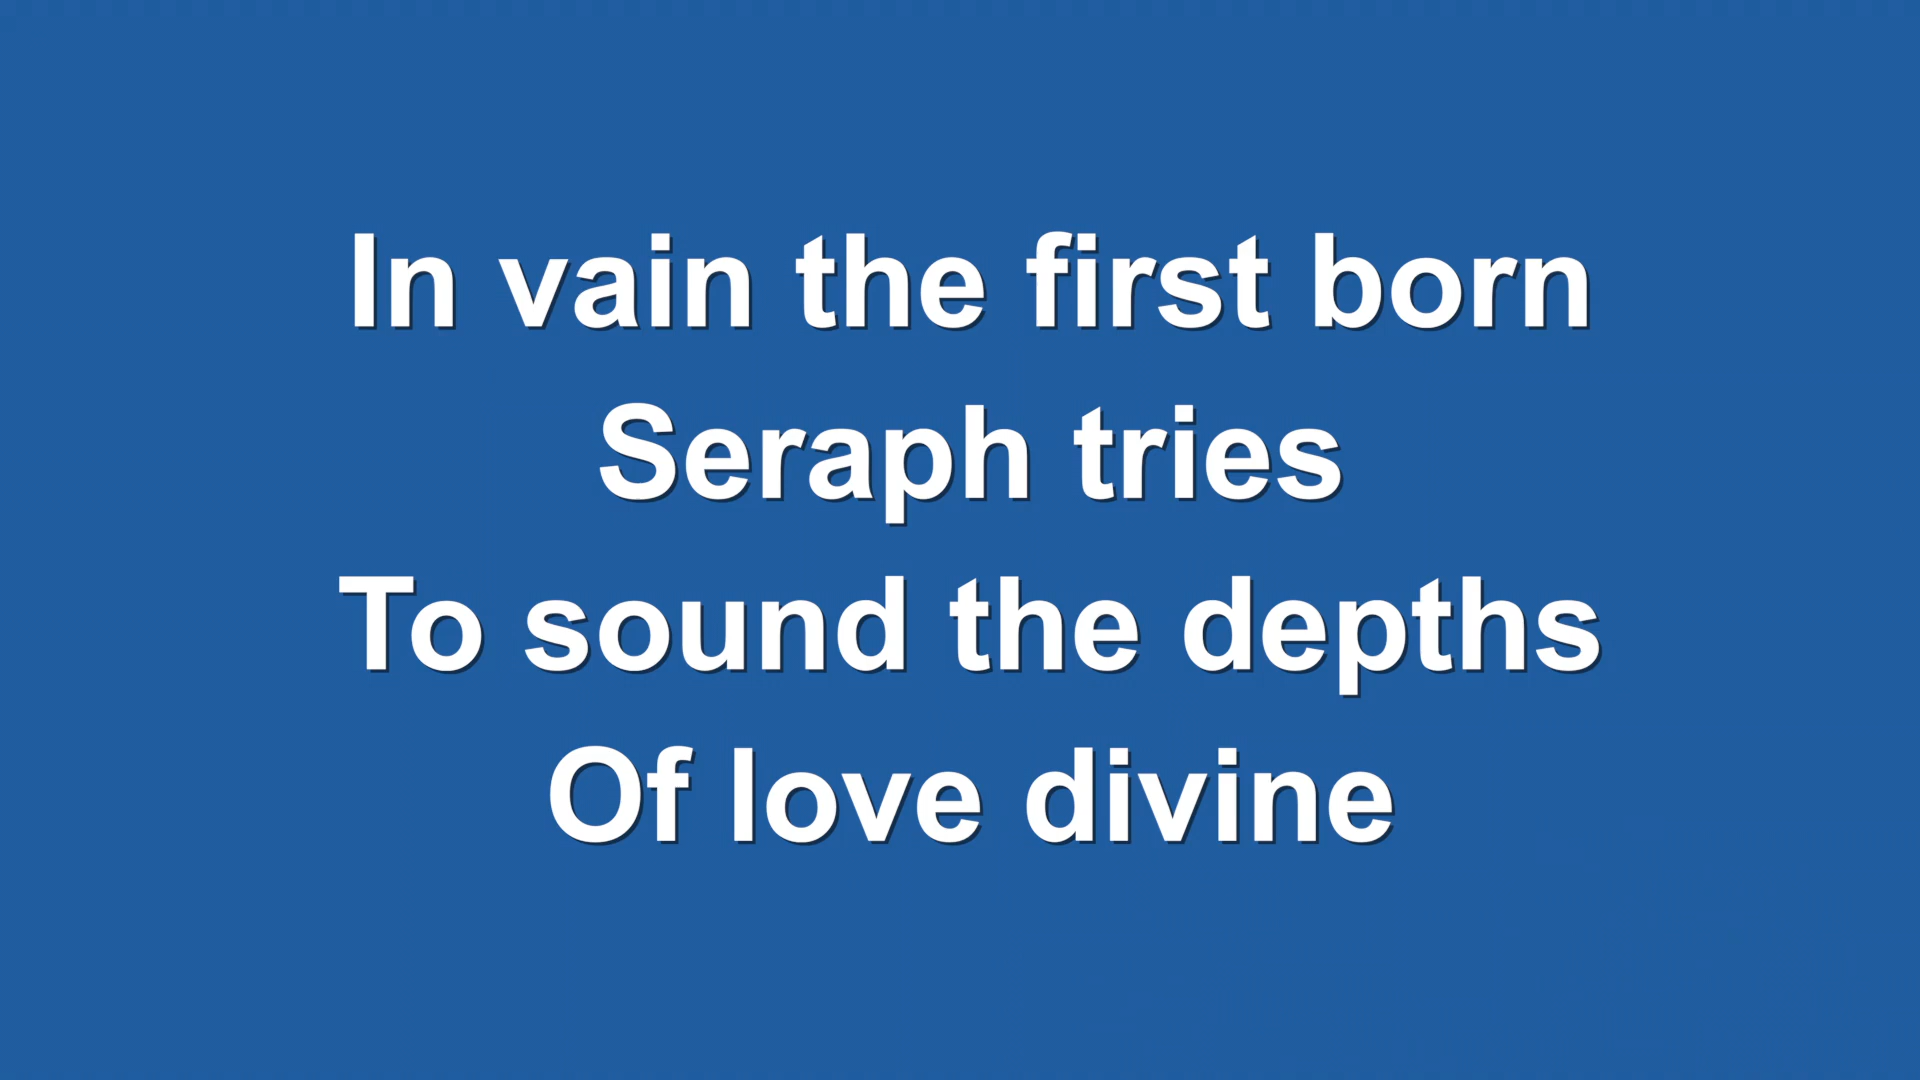 In vain the first born
Seraph tries
To sound the depths
Of love divine